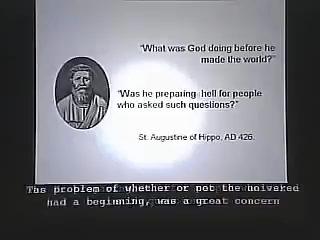 "What was God doing before he
made the world?"
"Was he preparing hell for people
who asked such questions?"
St. Augustine of Hippo, AD 426.
problem of whether or not the
had a beginning, was a great concern